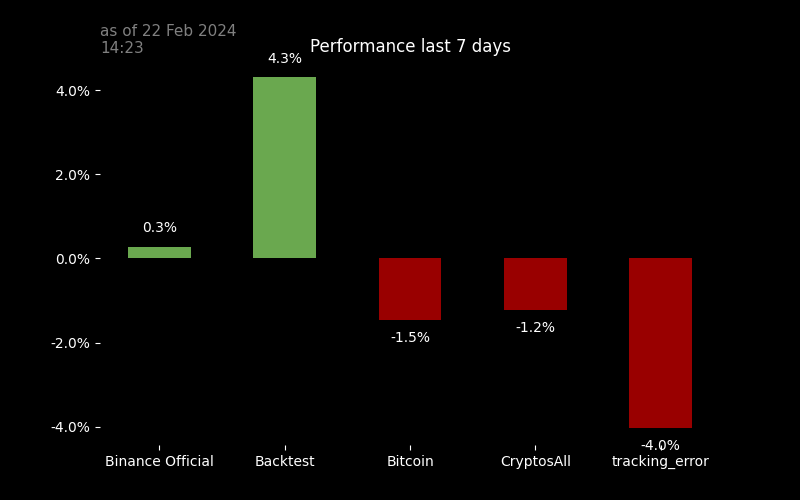 as of 22 Feb 2024
14:23
Performance last 7 days
4.3%
4.0%
2.0%
0.3%
0.0%
-1.2%
-1.5%
-2.0%
-4.0%
-4.0%
Binance Official
Backtest
Bitcoin
CryptosAll
tracking_error